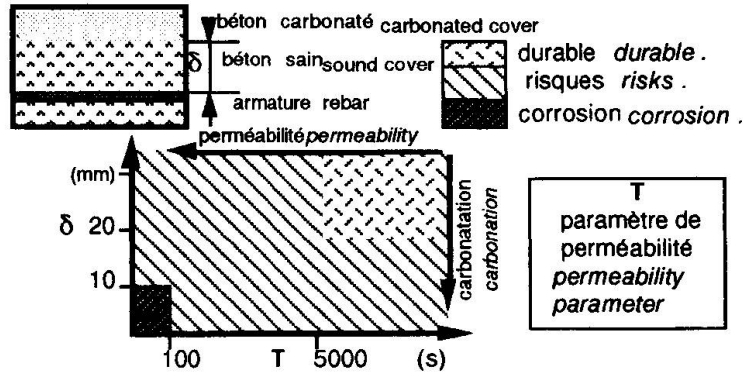 béton carbonaté carbonated cover
δ béton sain sound cover
armature rebar
durable durable .
risques risks .
corrosion corrosion .
perméabilité permeability
(mm)
δ 20
10
carbonatation
carbonation
100 T 5000 (s)
T
paramètre de
perméabilité
permeability
parameter